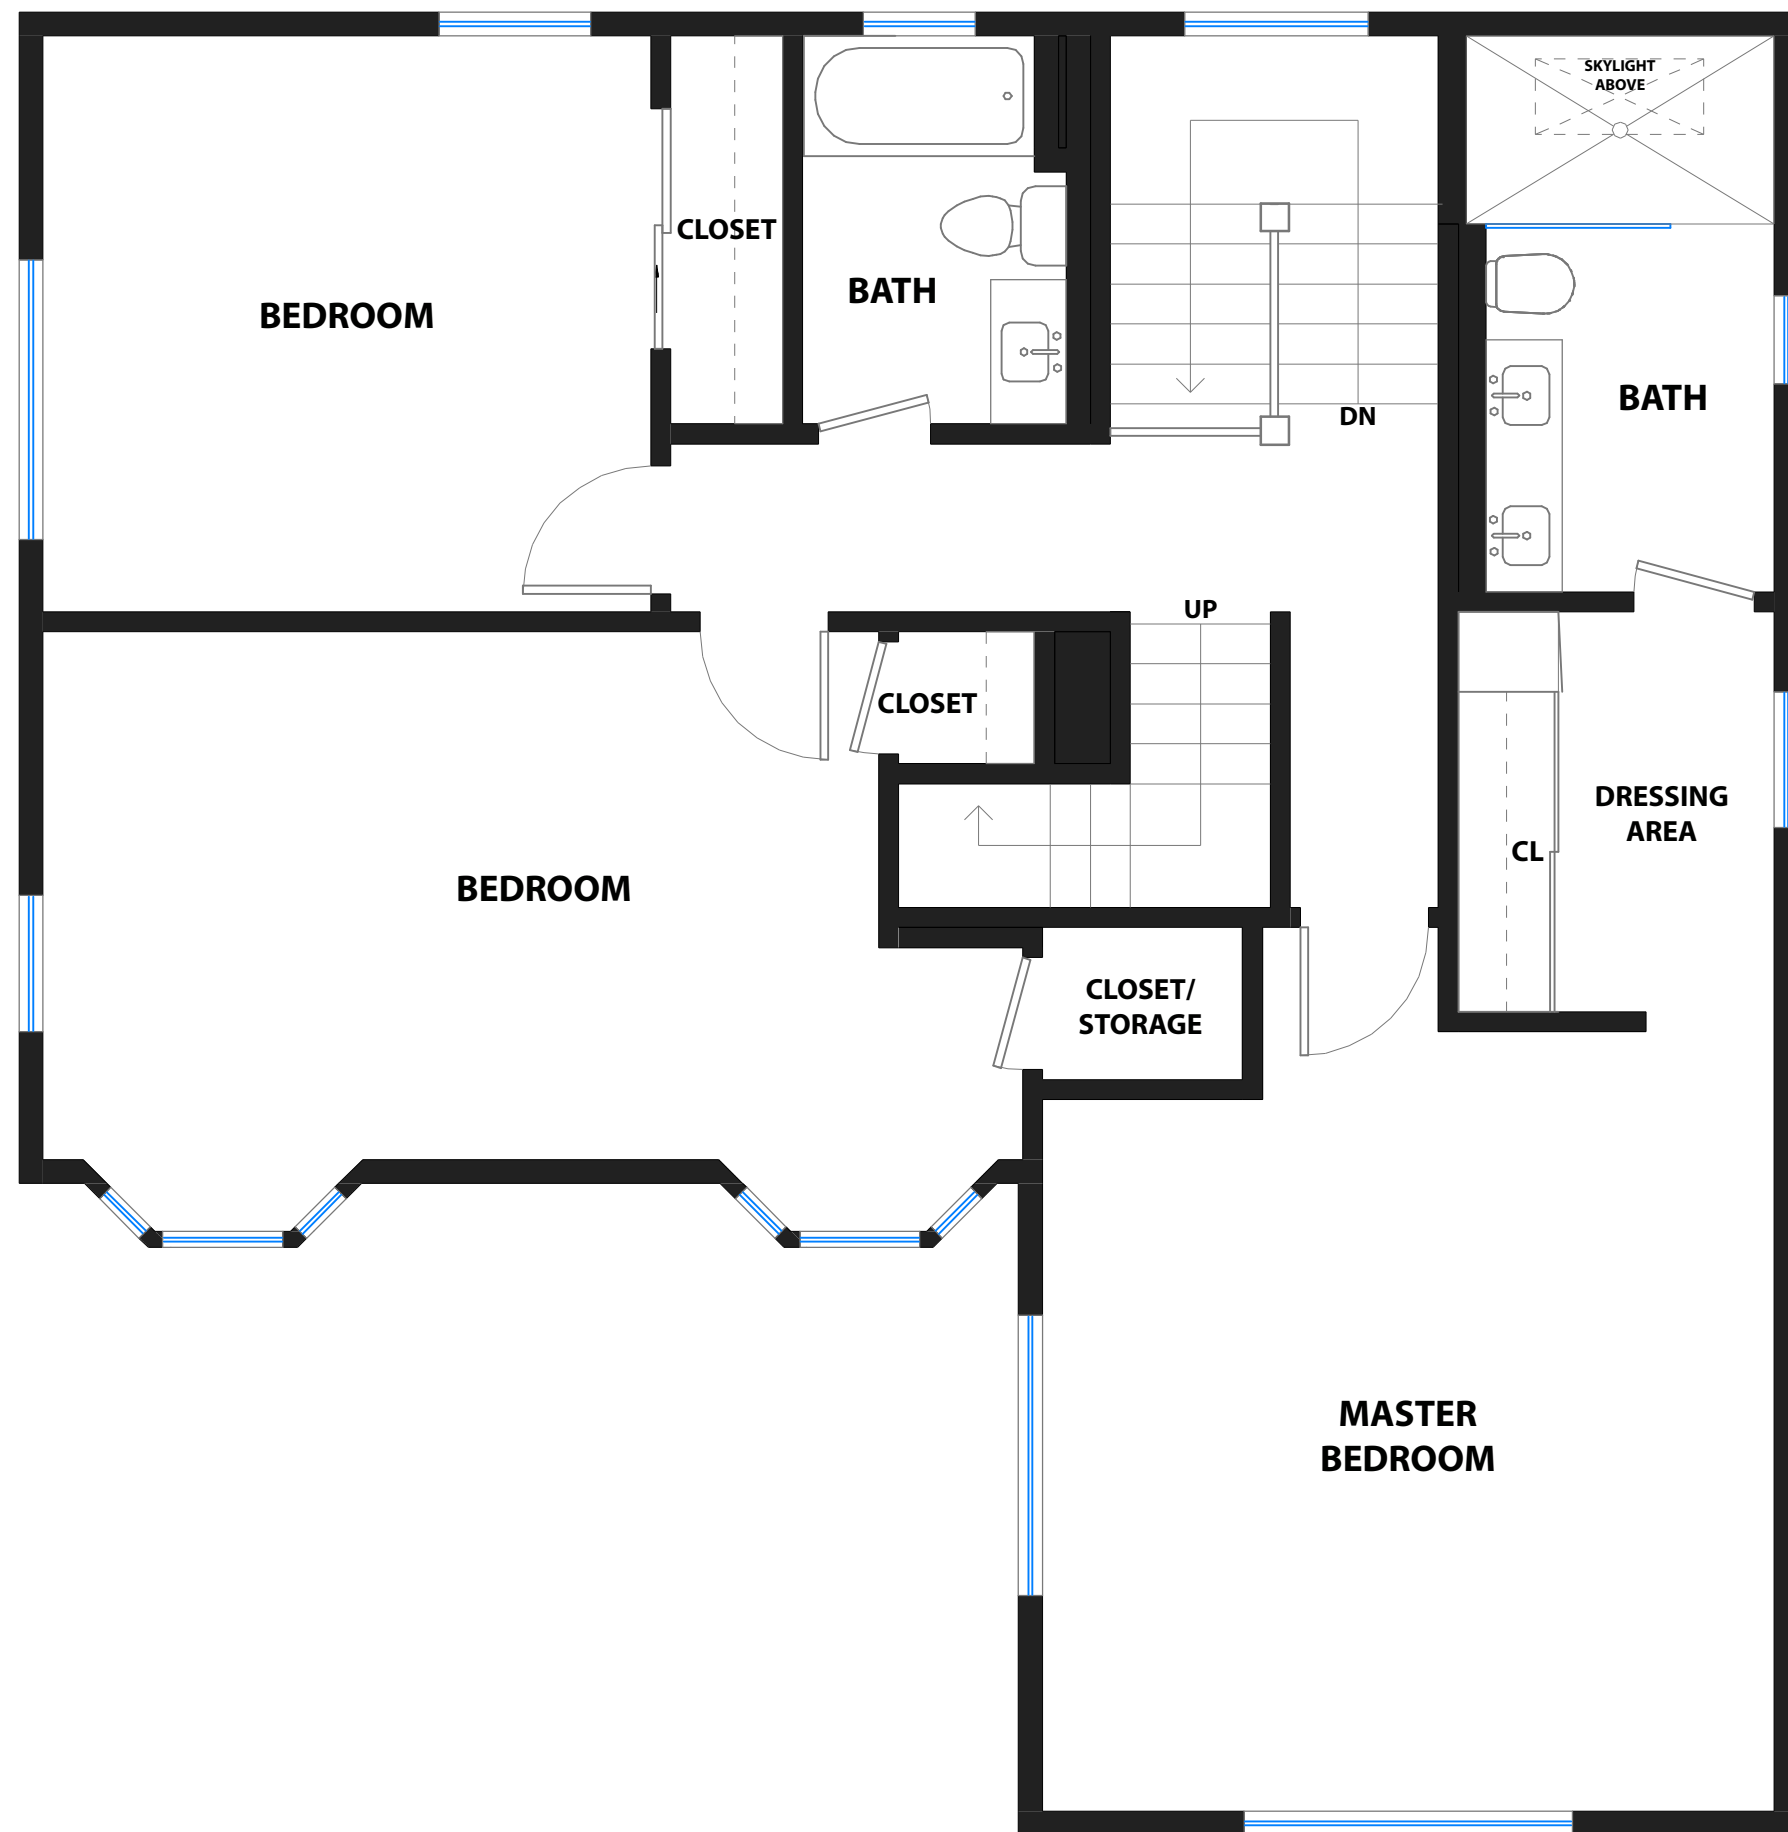 SKYLIGHT
ABOVE
CLOSET
BATH
BEDROOM
BATH
DN
UP
CLOSET
DRESSING
AREA
CL
BEDROOM
CLOSET/
STORAGE
MASTER
BEDROOM